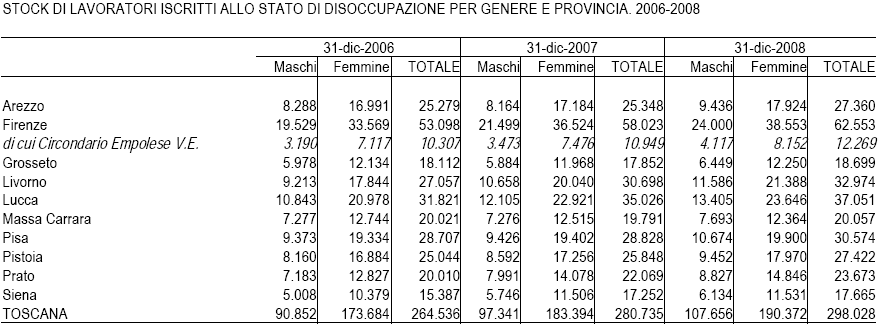 STOCK DI LAVORATORI ISCRITTI ALLO STATO DI DISOCCUPAZIONE PER GENERE E PROVINCIA. 2006-2008
31-dic-2006 31-dic-2007 31-dic-2008
Maschi Femmine TOTALE Maschi Femmine TOTALE Maschi Femmine TOTALE
Arezzo 8.288 16.991 25.279 8.164 17.184 25.348 9.436 17.924 27.360
Firenze 19.529 33.569 53.098 21.499 36.524 58.023 24.000 38.553 62.553
di cui Circondario Empolese V.E. 3.190 7.117 10.307 3.473 7.476 10.949 4.117 8.152 12.269
Grosseto 5.978 12.134 18.112 5.884 11.968 17.852 6.449 12.250 18.699
Livorno 9.213 17.844 27.057 10.658 20.040 30.698 11.586 21.388 32.974
Lucca 10.843 20.978 31.821 12.105 22.921 35.026 13.405 23.646 37.051
Massa Carrara 7.277 12.744 20.021 7.276 12.515 19.791 7.693 12.364 20.057
Pisa 9.373 19.334 28.707 9.426 19.402 28.828 10.674 19.900 30.574
Pistoia 8.160 16.884 25.044 8.592 17.256 25.848 9.452 17.970 27.422
Prato 7.183 12.827 20.010 7.991 14.078 22.069 8.827 14.846 23.673
Siena 5.008 10.379 15.387 5.746 11.506 17.252 6.134 11.531 17.665
TOSCANA 90.852 173.684 264.536 97.341 183.394 280.735 107.656 190.372 298.028